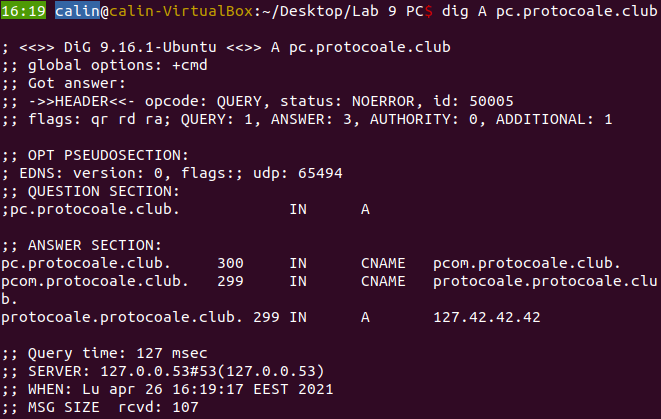 16:19 calin@calin-VirtualBox:~/Desktop/Lab 9 PC$ dig A pc.protocoale.club

; <<>> DiG 9.16.1-Ubuntu <<>> A pc.protocoale.club
;; global options: +cmd
;; Got answer:
;; ->>HEADER<<- opcode: QUERY, status: NOERROR, id: 50005
;; flags: qr rd ra; QUERY: 1, ANSWER: 3, AUTHORITY: 0, ADDITIONAL: 1

;; OPT PSEUDOSECTION:
; EDNS: version: 0, flags:; udp: 65494
;; QUESTION SECTION:
;pc.protocoale.club.		IN	A

;; ANSWER SECTION:
pc.protocoale.club.	300	IN	CNAME	pcom.protocoale.club.
pcom.protocoale.club.	299	IN	CNAME	protocoale.protocoale.clu
b.
protocoale.protocoale.club. 299	IN	A	127.42.42.42

;; Query time: 127 msec
;; SERVER: 127.0.0.53#53(127.0.0.53)
;; WHEN: Lu apr 26 16:19:17 EEST 2021
;; MSG SIZE  rcvd: 107